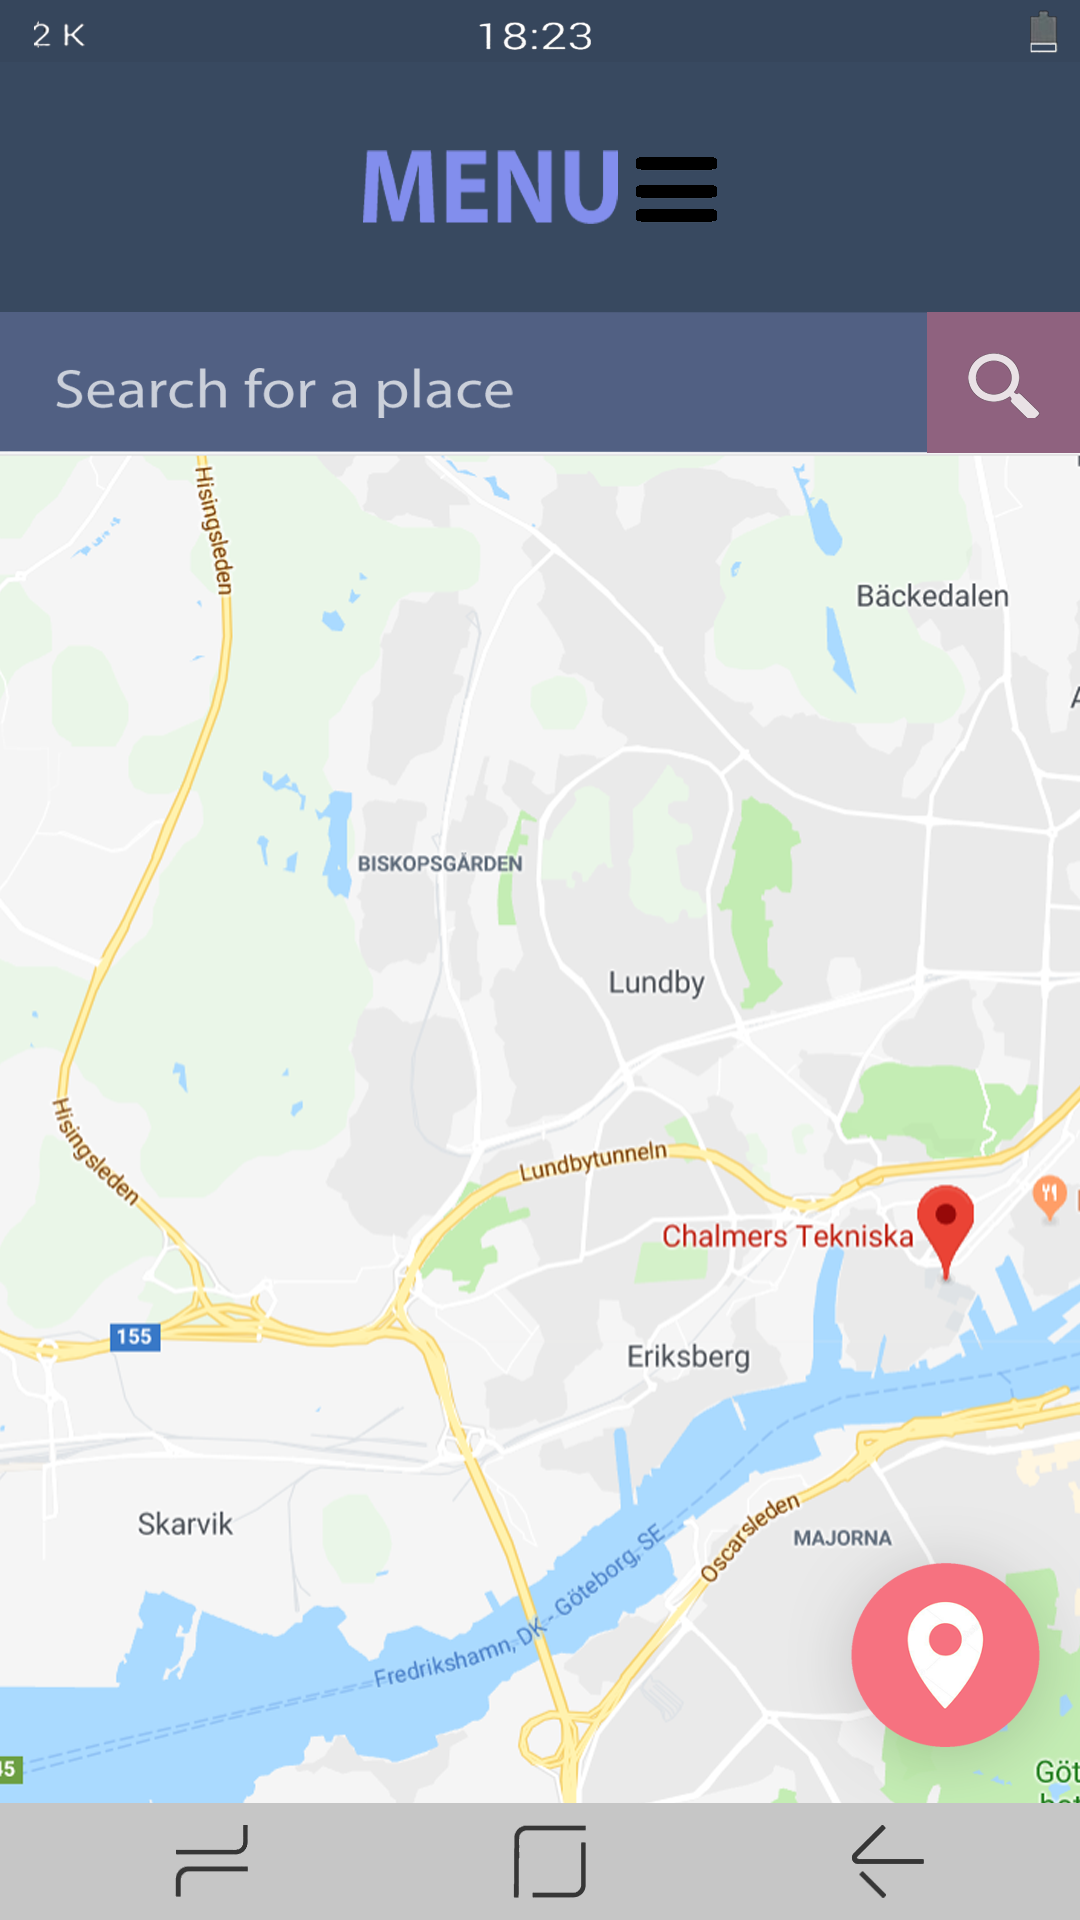 2 K
18:23
MENU
Search for a place
Hisingsleden
Bäckedalen
BISKOPSGÅRDEN
Lundby
Hisingsleden
Lundbytunneln
Chalmers Tekniska
155
Eriksberg
Skarvik
Oscarsleden
MAJORNA
Fredrikshamn, DK - Göteborg, SE
45
Göt